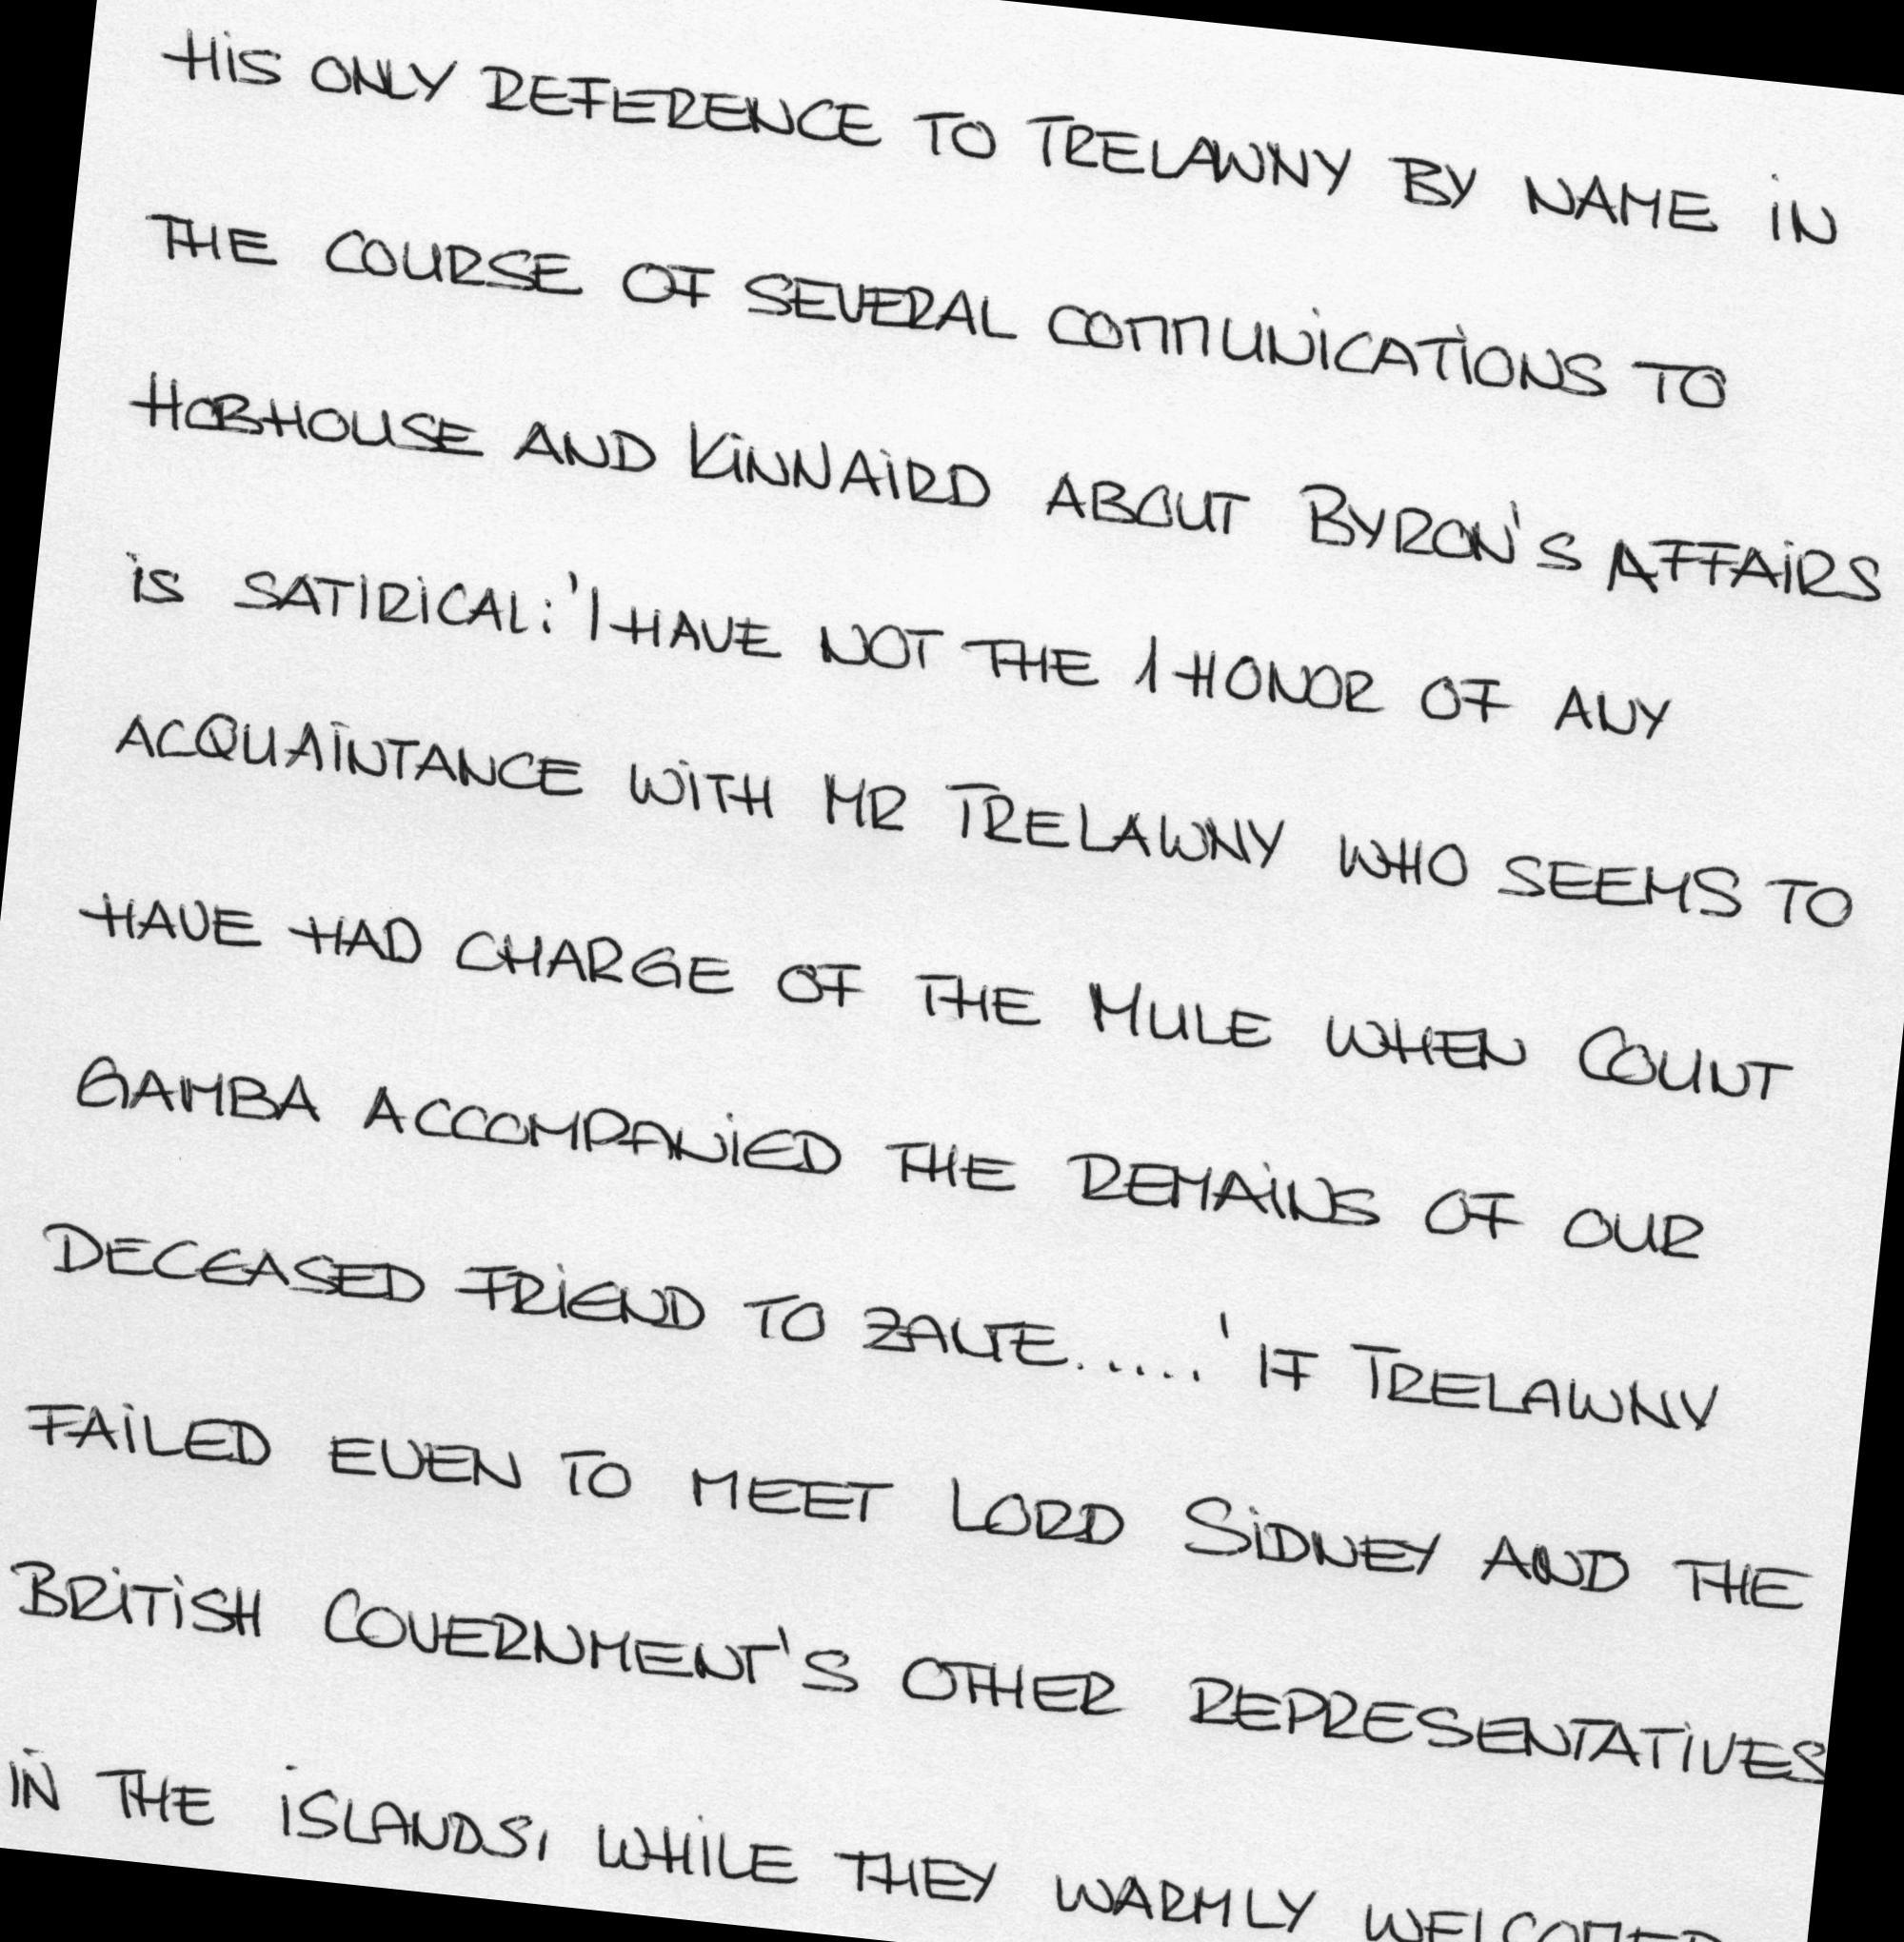 HIS ONLY REFERENCE TO TRELAWNY BY NAME IN
THE COURSE OF SEVERAL COMMUNICATIONS TO
HOBHOUSE AND KINNAIRD ABOUT BYRON'S AFFAIRS
IS SATIRICAL: 'I HAVE NOT THE HONOR OF ANY
ACQUAINTANCE WITH MR TRELAWNY WHO SEEMS TO
HAVE HAD CHARGE OF THE MULE WHEN COUNT
GAMBA ACCOMPANIED THE REMAINS OF OUR
DECEASED FRIEND TO ZANTE.....' IF TRELAWNY
FAILED EVEN TO MEET LORD SIDNEY AND THE
BRITISH GOVERNMENT'S OTHER REPRESENTATIVES
IN THE ISLANDS, WHILE THEY WARMLY WELCOMED